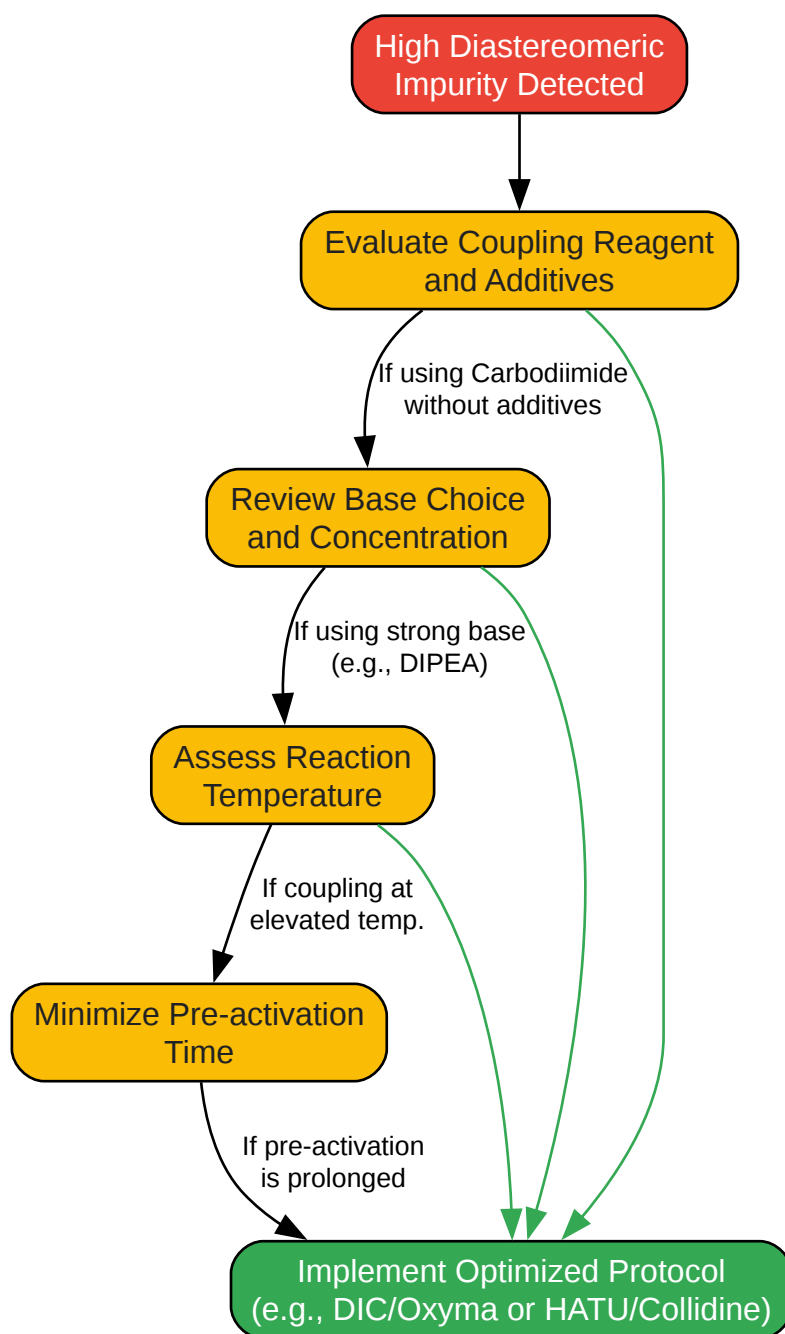 High Diastereomeric
Impurity Detected
Evaluate Coupling Reagent
and Additives
If using Carbodiimide
without additives
Review Base Choice
and Concentration
If using strong base
(e.g., DIPEA)
Assess Reaction
Temperature
If coupling at
elevated temp.
Minimize Pre-activation
Time
If pre-activation
is prolonged
Implement Optimized Protocol
(e.g., DIC/Oxyma or HATU/Collidine)